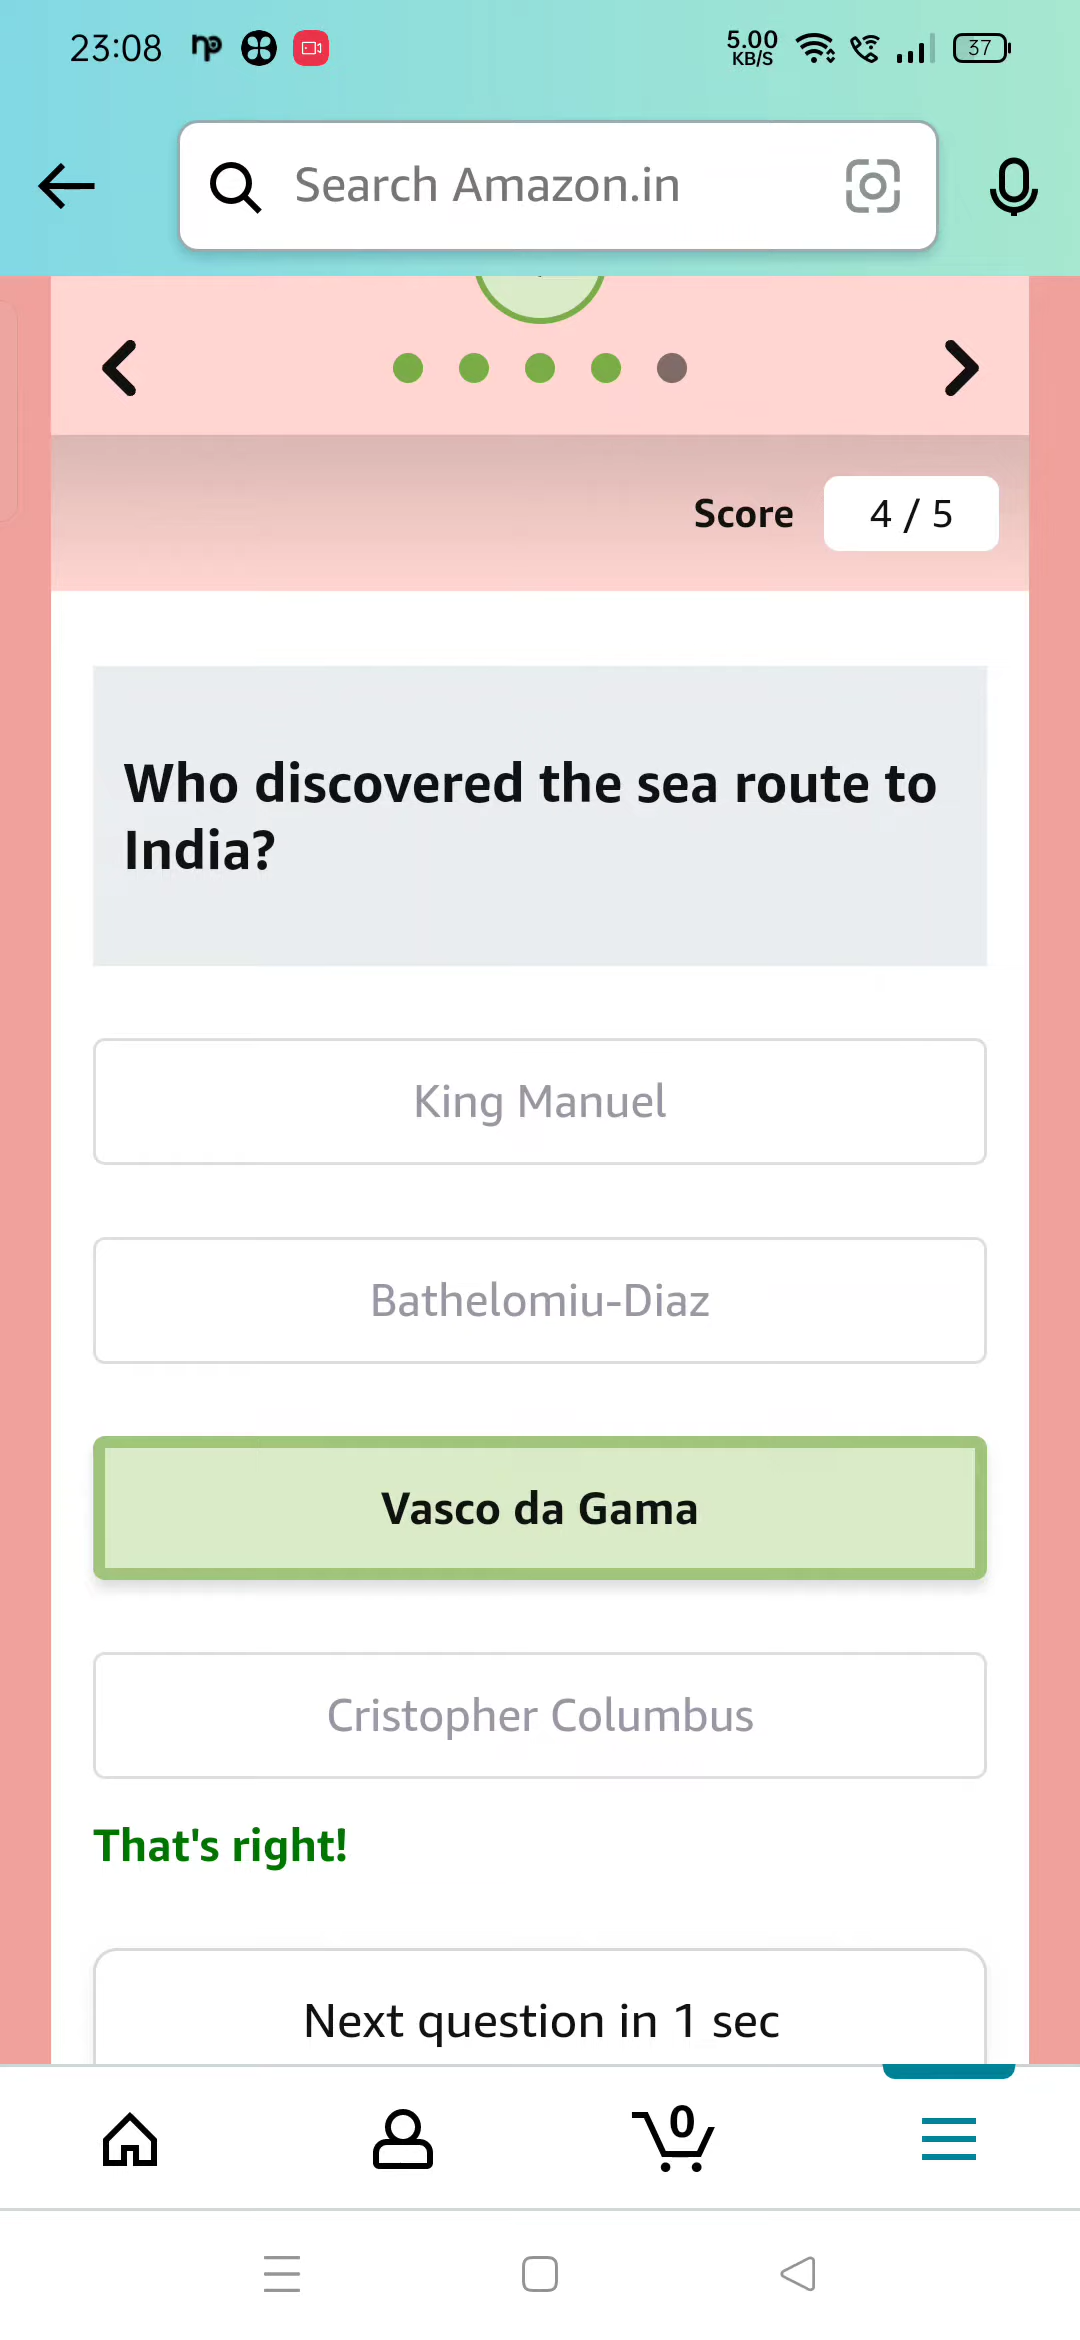 23:08
5.00
KB/S
37
Search Amazon.in
Score 4 / 5
Who discovered the sea route to
India?
King Manuel
Bathelomiu-Diaz
Vasco da Gama
Cristopher Columbus
That's right!
Next question in 1 sec
0